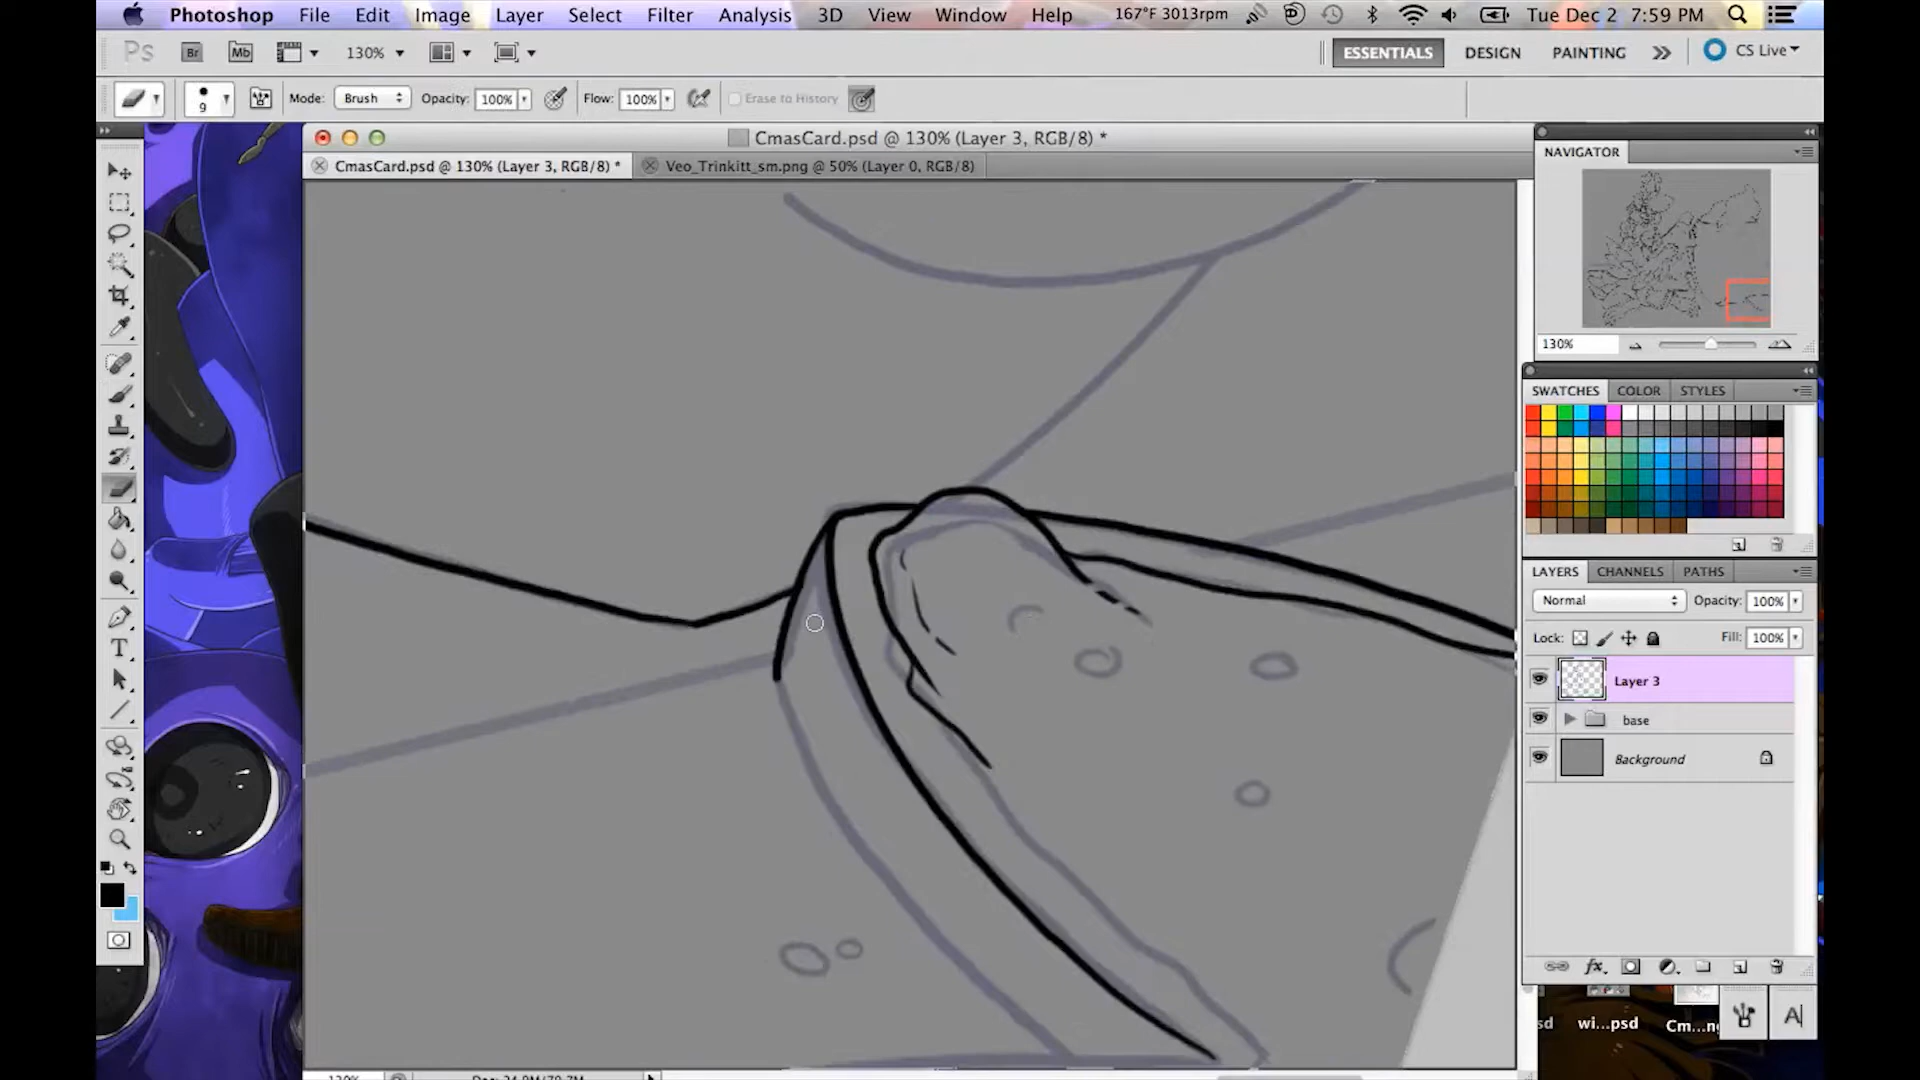 Photoshop File Edit Image Layer Select Filter Analysis 3D View Window Help 167°F 3013rpm Tue Dec 2 7:59 PM
Ps Br Mb 130% ESSENTIALS DESIGN PAINTING CS Live
9 Mode: Brush Opacity: 100% Flow: 100% Erase to History
CmasCard.psd @ 130% (Layer 3, RGB/8) *
CmasCard.psd @ 130% (Layer 3, RGB/8) * Veo_Trinkitt_sm.png @ 50% (Layer 0, RGB/8)
NAVIGATOR
130%
SWATCHES COLOR STYLES
LAYERS CHANNELS PATHS
Normal Opacity: 100%
Lock: Fill: 100%
Layer 3
base
Background
fx
T
sd wi...psd Cm...ng
A